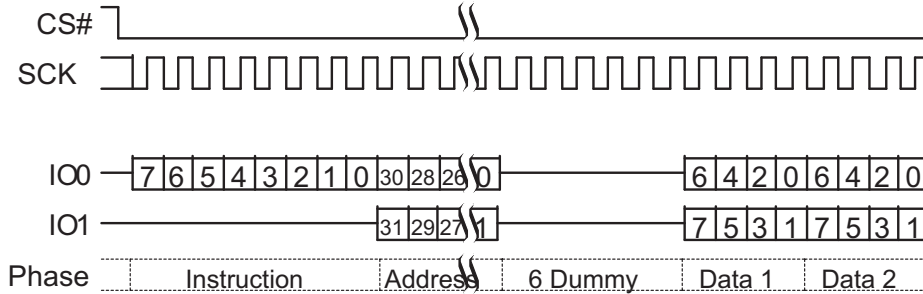 CS#
SCK
IO0 7 6 5 4 3 2 1 0 30 28 26 0 6 4 2 0 6 4 2 0
IO1 31 29 27 1 7 5 3 1 7 5 3 1
Phase Instruction Address 6 Dummy Data 1 Data 2